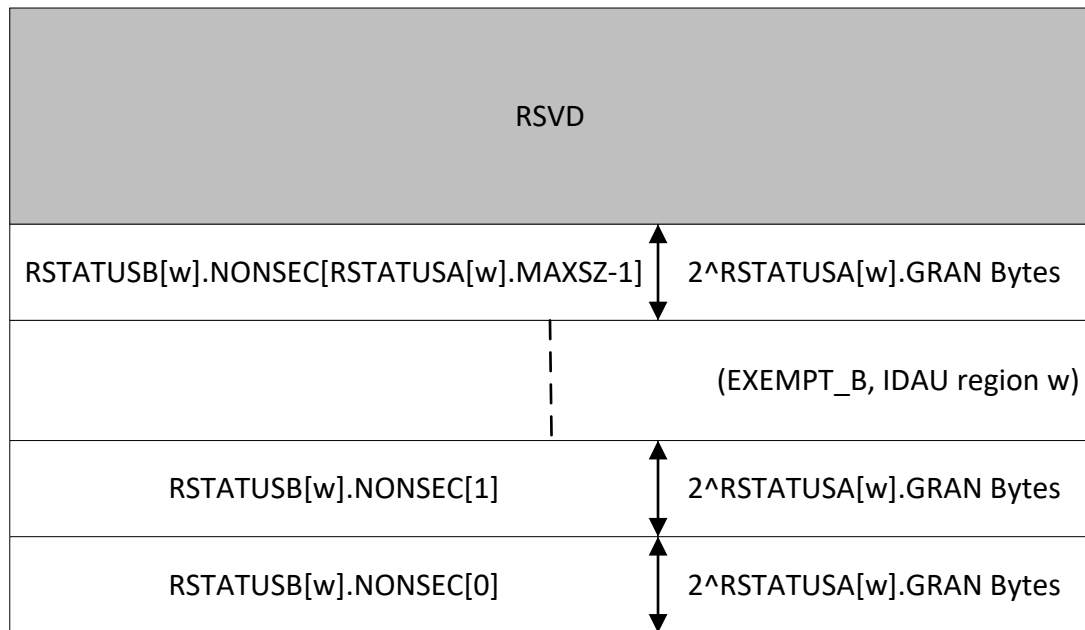 RSVD
RSTATUSB[w].NONSEC[RSTATUSA[w].MAXSZ-1] 2^RSTATUSA[w].GRAN Bytes
(EXEMPT_B, IDAU region w)
RSTATUSB[w].NONSEC[1] 2^RSTATUSA[w].GRAN Bytes
RSTATUSB[w].NONSEC[0] 2^RSTATUSA[w].GRAN Bytes